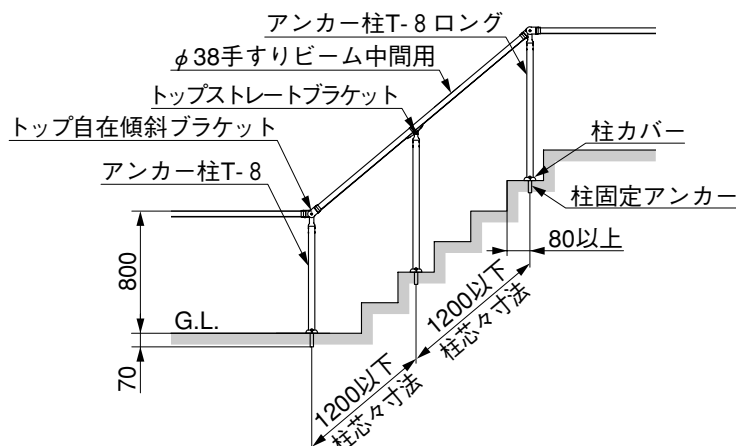 アンカー柱T-8 ロング
φ38手すりビーム中間用
トップストレートブラケット
トップ自在傾斜ブラケット
アンカー柱T-8
柱カバー
柱固定アンカー
80以上
800
G.L.
70
1200以下
柱芯々寸法
1200以下
柱芯々寸法